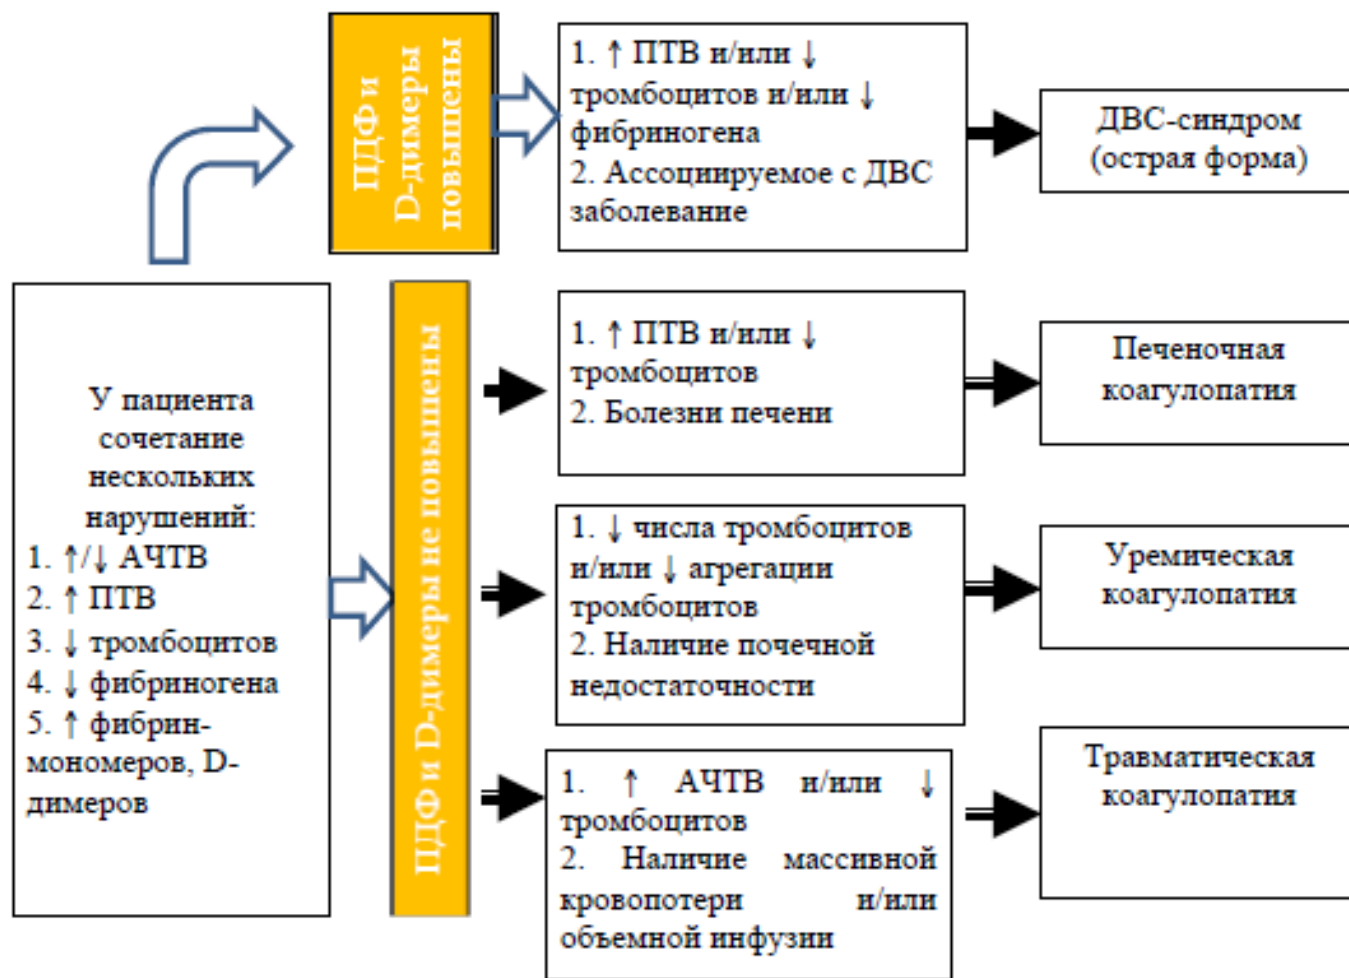 У пациента
сочетание
нескольких
нарушений:
1. ↑/↓ АЧТВ
2. ↑ ПТВ
3. ↓ тромбоцитов
4. ↓ фибриногена
5. ↑ фибрин-
мономеров, D-
димеров
ПДФ и
D-димеры
повышены
1. ↑ ПТВ и/или ↓
тромбоцитов и/или ↓
фибриногена
2. Ассоциируемое с ДВС
заболевание
ДВС-синдром
(острая форма)
ПДФ и D-димеры не повышены
1. ↑ ПТВ и/или ↓
тромбоцитов
2. Болезни печени
Печеночная
коагулопатия
1. ↓ числа тромбоцитов
и/или ↓ агрегации
тромбоцитов
2. Наличие почечной
недостаточности
Уремическая
коагулопатия
1. ↑ АЧТВ и/или ↓
тромбоцитов
2. Наличие массивной
кровопотери и/или
объемной инфузии
Травматическая
коагулопатия